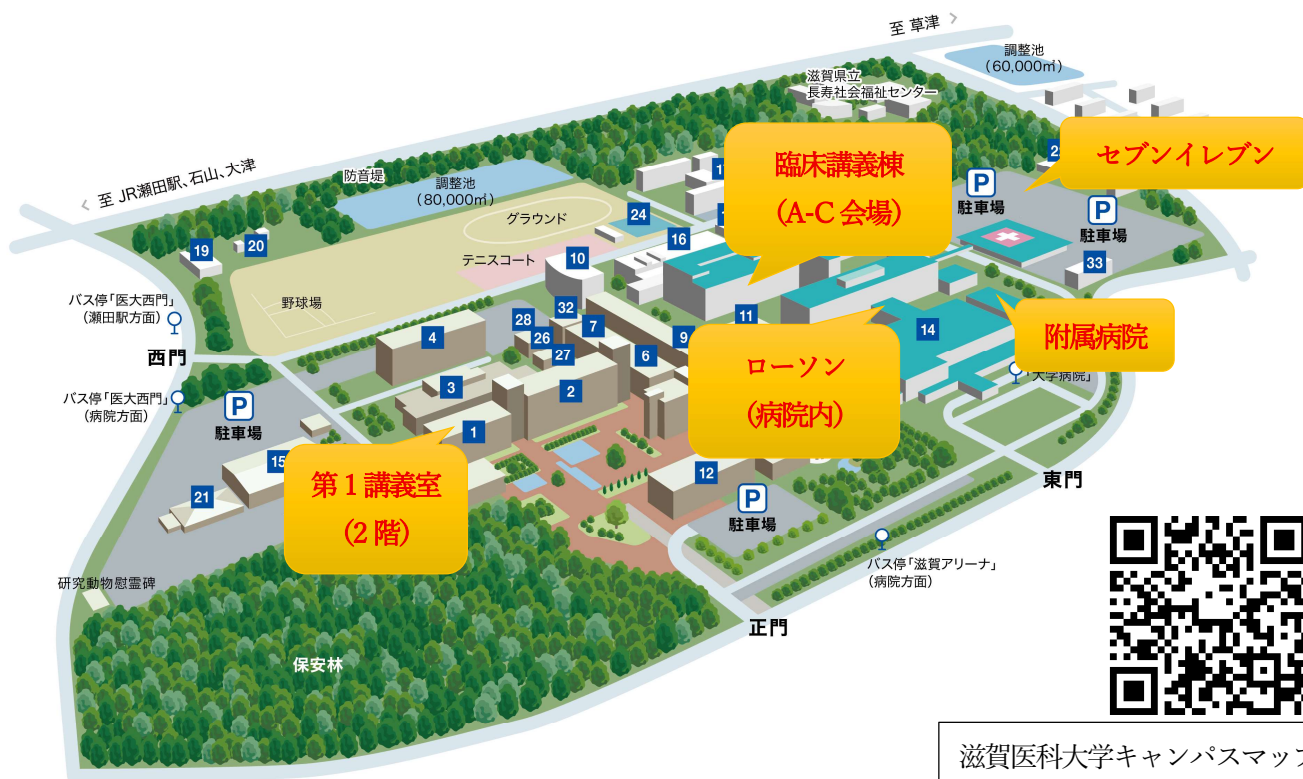 至 草津 >
調整池
(60,000㎡)
滋賀県立
長寿社会福祉センター
セブンイレブン
臨床講義棟
(A-C 会場)
P
駐車場
P
駐車場
< 至 JR瀬田駅、石山、大津
防音堤
調整池
(80,000㎡)
グラウンド
24
16
19
20
テニスコート
10
33
バス停「医大西門」
(瀬田駅方面)
野球場
32
28
7
26
4
11
9
6
27
14
附属病院
西門
ローソン
(病院内)
大学病院」
バス停「医大西門」
(病院方面)
3
2
P
駐車場
1
第1講義室
(2 階)
15
12
東門
21
P
駐車場
バス停「滋賀アリーナ」
(病院方面)
研究動物慰霊碑
正門
保安林
滋賀医科大学キャンパスマップ